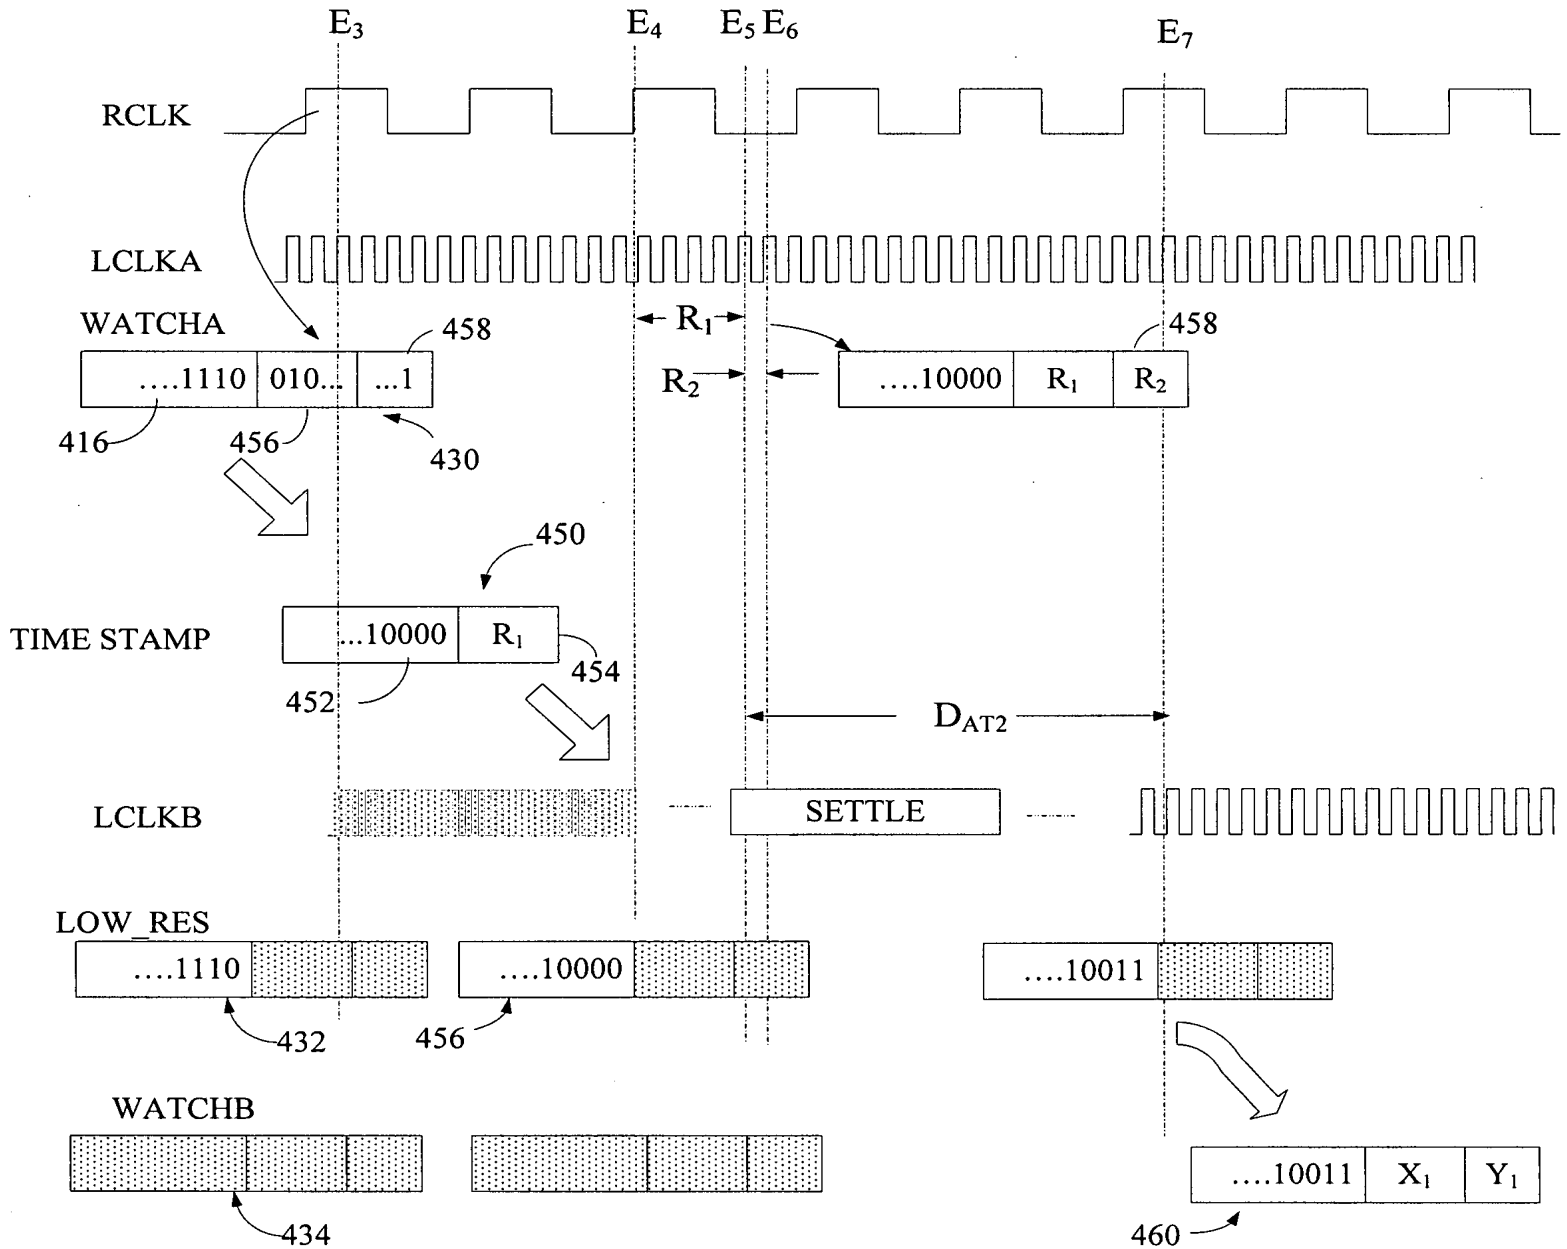 E₃ E₄ E₅ E₆ E₇
RCLK
LCLKA
R₁
WATCHA
458
458
R₂
....1110 010... ...1
....10000 R₁ R₂
416
456
430
450
TIME STAMP
...10000 R₁
452
454
D_AT2
LCLKB
SETTLE
LOW_RES
....1110
....10000
....10011
432
456
WATCHB
....10011 X₁ Y₁
434
460